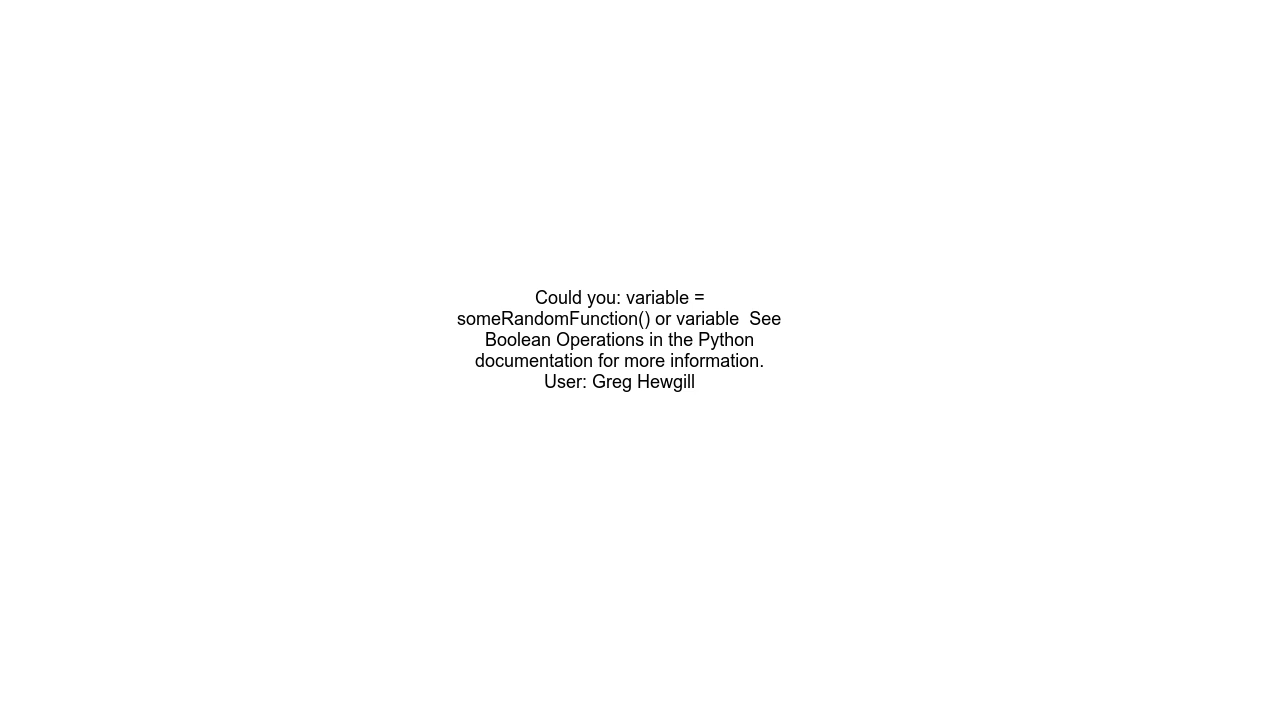 Could you: variable =
someRandomFunction() or variable  See
Boolean Operations in the Python
documentation for more information.
User: Greg Hewgill